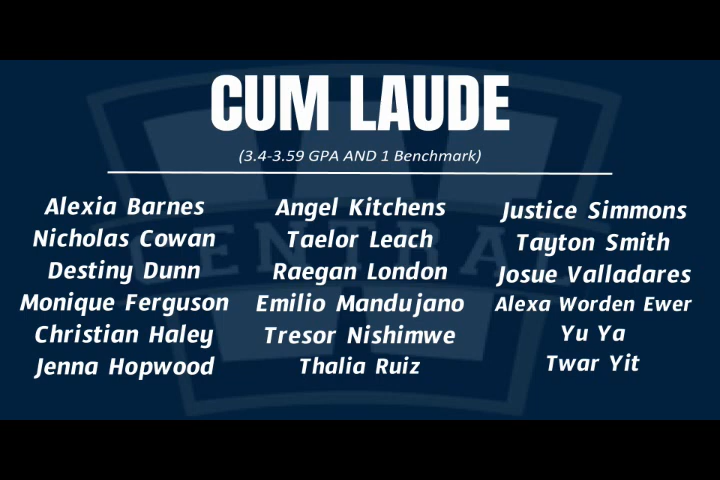 CUM LAUDE
(3.4-3.59 GPA AND 1 Benchmark)
Alexia Barnes
Nicholas Cowan
Destiny Dunn
Monique Ferguson
Christian Haley
Jenna Hopwood
Angel Kitchens
Taelor Leach
Raegan London
Emilio Mandujano
Tresor Nishimwe
Thalia Ruiz
Justice Simmons
Tayton Smith
Josue Valladares
Alexa Worden Ewer
Yu Ya
Twar Yit
CENTRAL